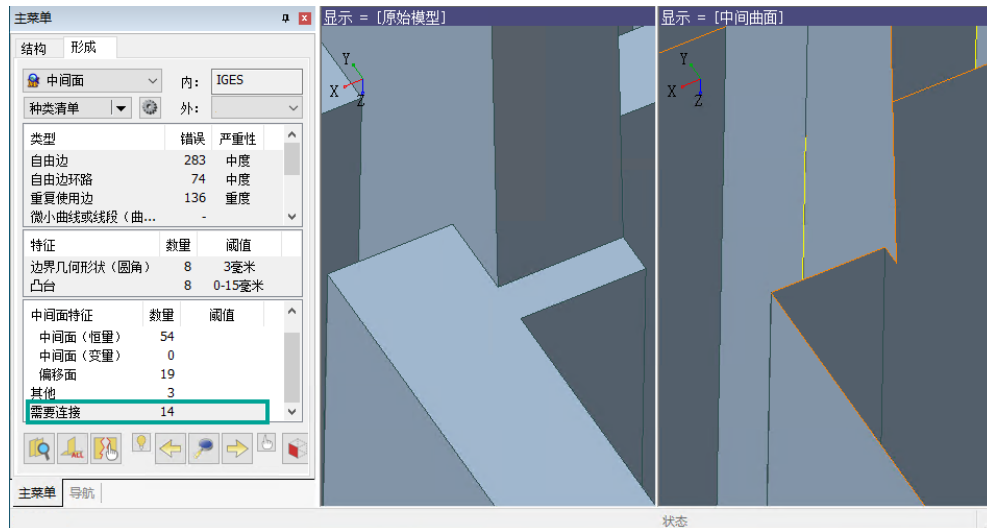 主菜单
显示 = [原始模型]
显示 = [中间曲面]
结构 形成
中间面 内: IGES
种类清单 外:
类型 错误 严重性
自由边 283 中度
自由边环路 74 中度
重复使用边 136 重度
微小曲线或线段（曲... -
特征 数量 阈值
边界几何形状（圆角） 8 3毫米
凸台 8 0-15毫米
中间面特征 数量 阈值
中间面（恒量） 54
中间面（变量） 0
偏移面 19
其他 3
需要连接 14
ALL
主菜单 导航
状态
Y
X
Z
Y
X
Z